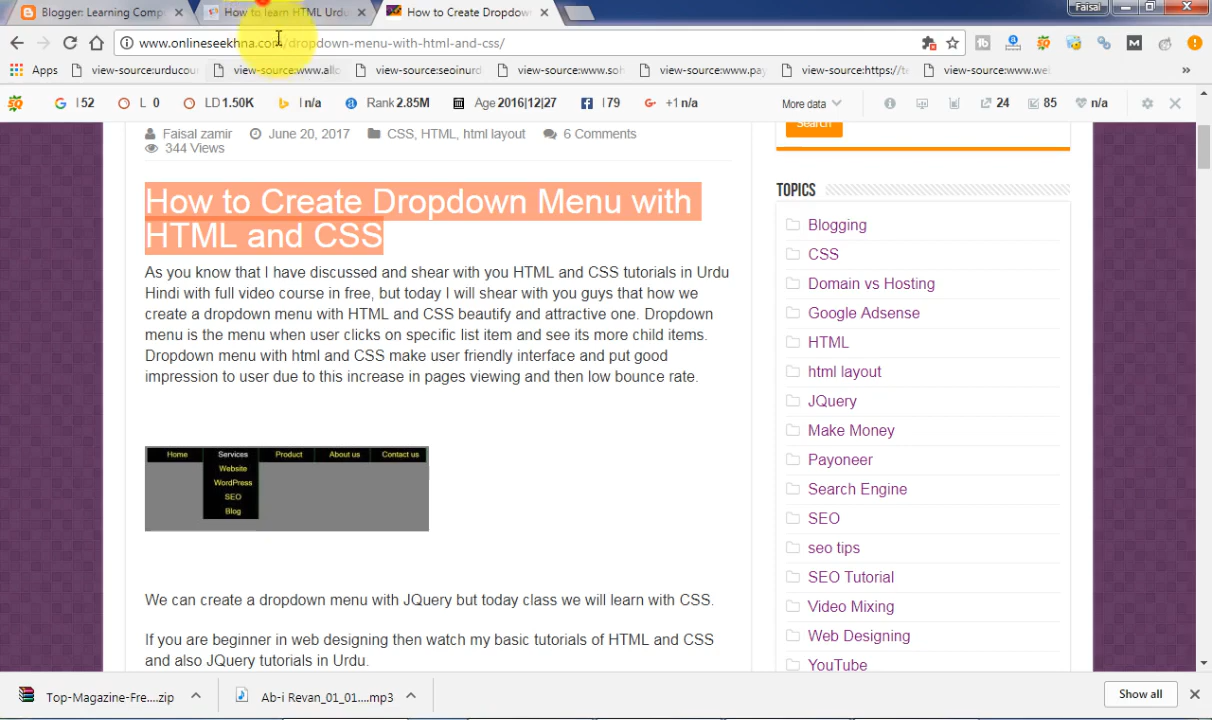 Blogger: Learning Comp
How to learn HTML Urdu
How to Create Dropdow
Faisal
www.onlineseekhna.com/dropdown-menu-with-html-and-css/
Apps
view-source:urducou
view-source:www.allo
view-source:seoinurd
view-source:www.soh
view-source:www.pay
view-source:https://te
view-source:www.wel
»
I 52
L 0
LD 1.50K
I n/a
Rank 2.85M
Age 2016|12|27
I 79
+1 n/a
More data
24
85
n/a
Faisal zamir
June 20, 2017
CSS, HTML, html layout
6 Comments
344 Views
How to Create Dropdown Menu with
HTML and CSS
As you know that I have discussed and shear with you HTML and CSS tutorials in Urdu
Hindi with full video course in free, but today I will shear with you guys that how we
create a dropdown menu with HTML and CSS beautify and attractive one. Dropdown
menu is the menu when user clicks on specific list item and see its more child items.
Dropdown menu with html and CSS make user friendly interface and put good
impression to user due to this increase in pages viewing and then low bounce rate.
Home
Services
Product
About us
Contact us
Website
WordPress
SEO
Blog
We can create a dropdown menu with JQuery but today class we will learn with CSS.
If you are beginner in web designing then watch my basic tutorials of HTML and CSS
and also JQuery tutorials in Urdu.
Search
TOPICS
Blogging
CSS
Domain vs Hosting
Google Adsense
HTML
html layout
JQuery
Make Money
Payoneer
Search Engine
SEO
seo tips
SEO Tutorial
Video Mixing
Web Designing
YouTube
Top-Magazine-Fre....zip
Ab-i Revan_01_01....mp3
Show all